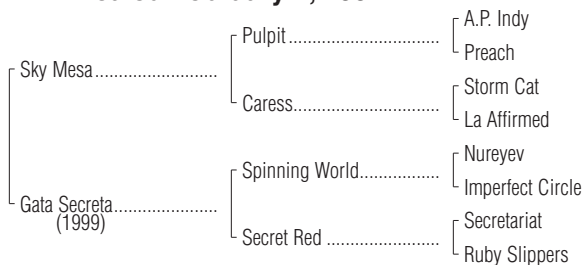 A.P. Indy
Pulpit
Preach
Sky Mesa
Storm Cat
Caress
La Affirmed
Nureyev
Spinning World
Imperfect Circle
Gata Secreta
(1999)
Secretariat
Secret Red
Ruby Slippers